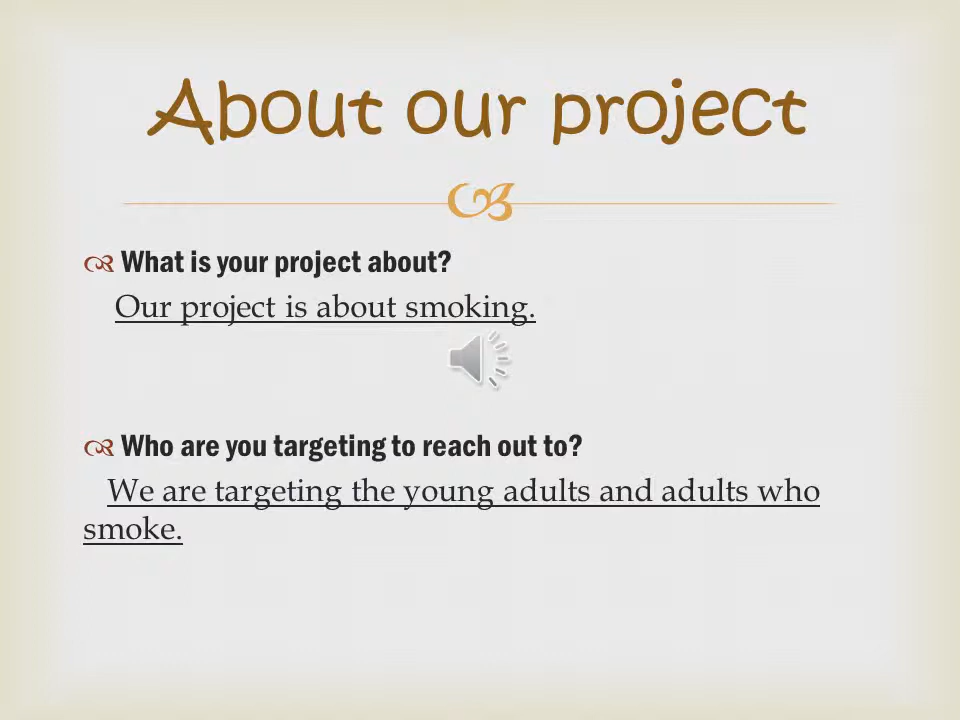 About our project
What is your project about?
Our project is about smoking.
Who are you targeting to reach out to?
We are targeting the young adults and adults who
smoke.